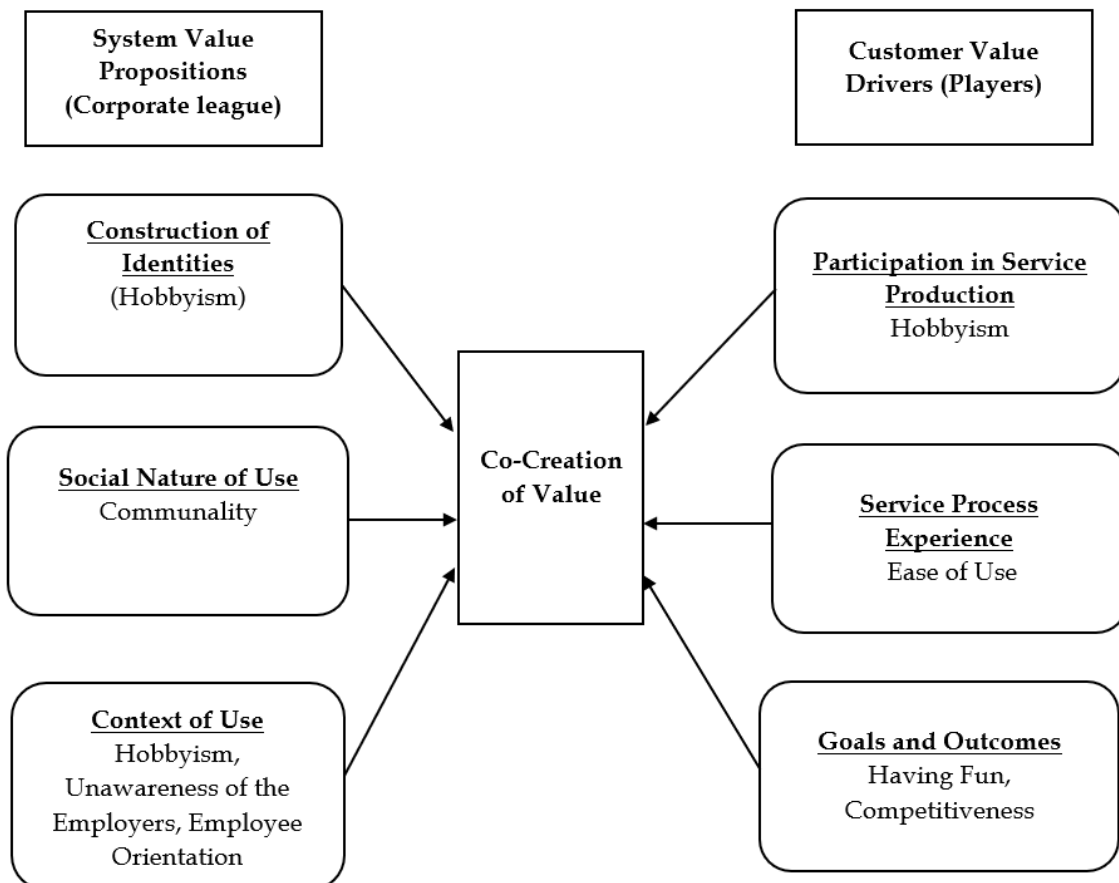 System Value
Propositions
(Corporate league)
Customer Value
Drivers (Players)
Construction of
Identities
(Hobbyism)
Participation in Service
Production
Hobbyism
Co-Creation
of Value
Social Nature of Use
Communality
Service Process
Experience
Ease of Use
Context of Use
Hobbyism,
Unawareness of the
Employers, Employee
Orientation
Goals and Outcomes
Having Fun,
Competitiveness